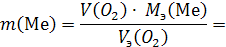 m(Me) = V(O₂) · Mэ(Me) / Vэ(O₂) =